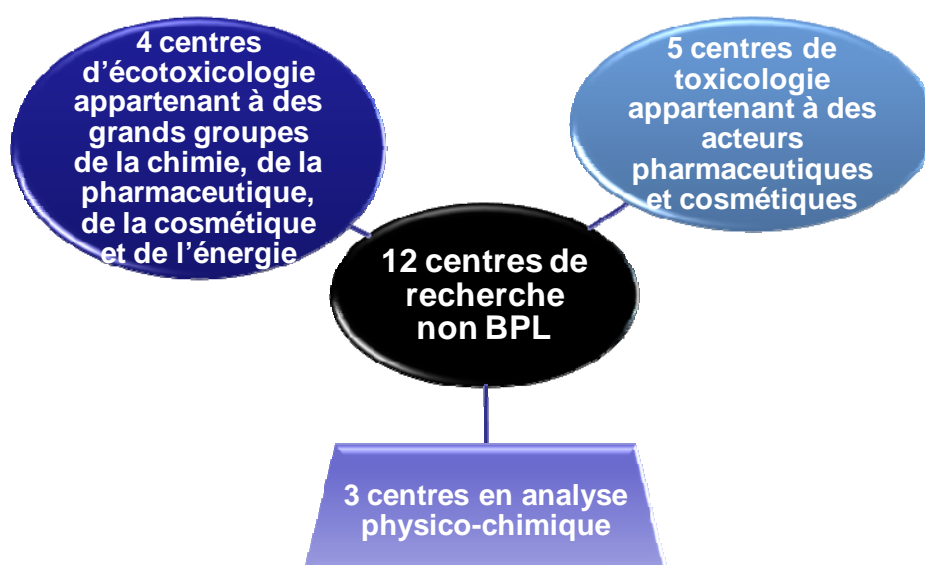 4 centres
d’écotoxicologie
appartenant à des
grands groupes
de la chimie, de la
pharmaceutique,
de la cosmétique
et de l’énergie
5 centres de
toxicologie
appartenant à des
acteurs
pharmaceutiques
et cosmétiques
12 centres de
recherche
non BPL
3 centres en analyse
physico-chimique